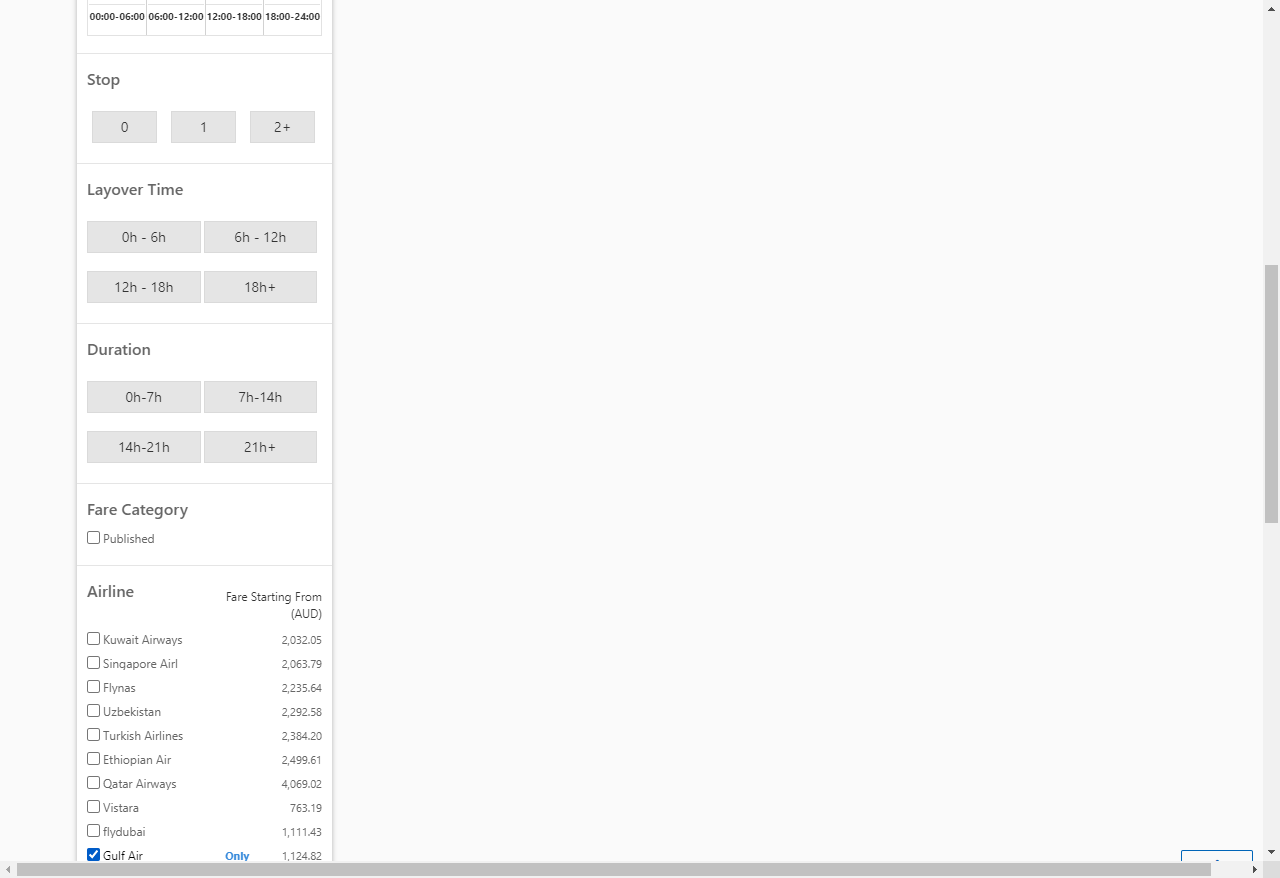 00:00-06:00 06:00-12:00 12:00-18:00 18:00-24:00
Stop
0 1 2+
Layover Time
0h - 6h 6h - 12h
12h - 18h 18h+
Duration
0h-7h 7h-14h
14h-21h 21h+
Fare Category
Published
Airline Fare Starting From
(AUD)
Kuwait Airways 2,032.05
Singapore Airl 2,063.79
Flynas 2,235.64
Uzbekistan 2,292.58
Turkish Airlines 2,384.20
Ethiopian Air 2,499.61
Qatar Airways 4,069.02
Vistara 763.19
flydubai 1,111.43
Gulf Air Only 1,124.82